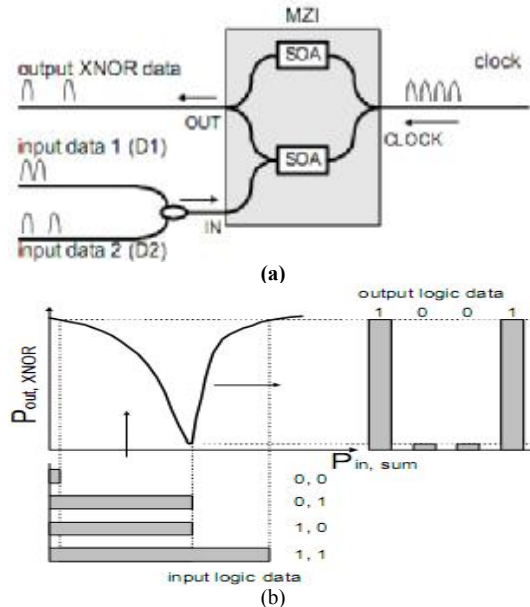 MZI
SOA
output XNOR data
clock
OUT
CLOCK
input data 1 (D1)
SOA
IN
input data 2 (D2)
(a)
output logic data
1 0 0 1
Pout, XNOR
Pin, sum
0, 0
0, 1
1, 0
1, 1
input logic data
(b)